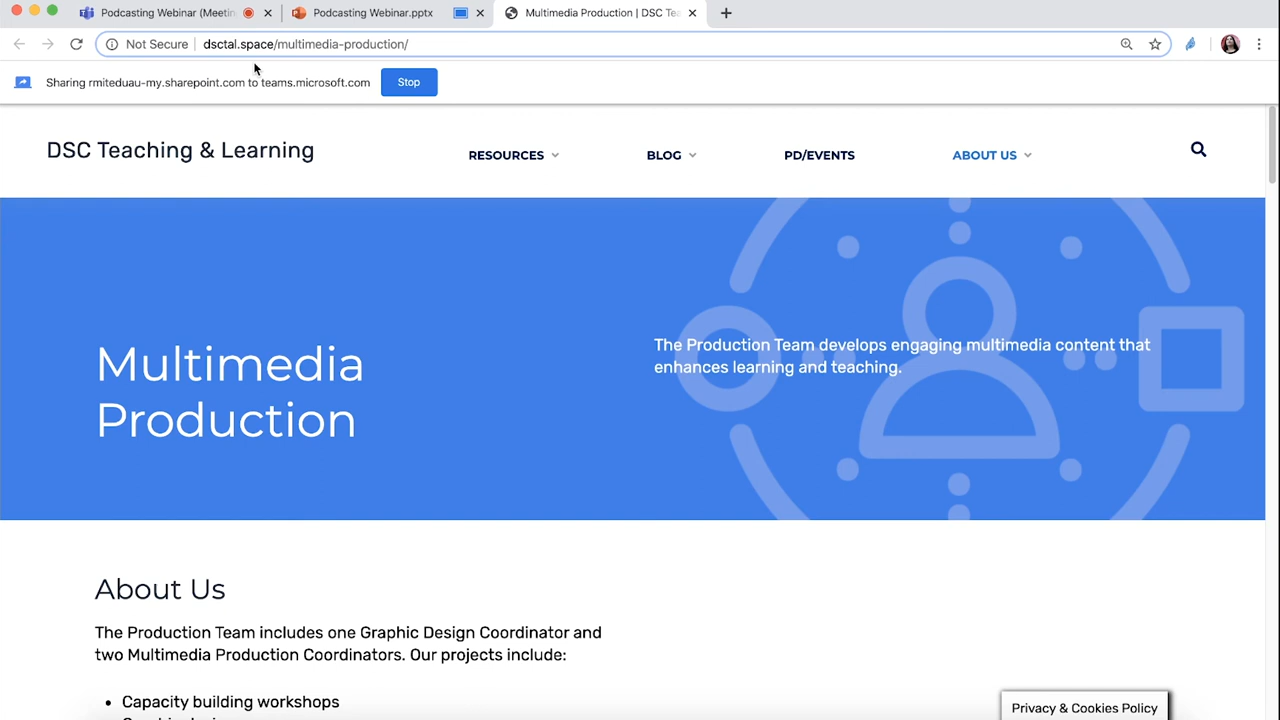 Podcasting Webinar (Meetin
Podcasting Webinar.pptx
Multimedia Production | DSC Tea
Not Secure
dsctal.space/multimedia-production/
Sharing rmiteduau-my.sharepoint.com to teams.microsoft.com
Stop
DSC Teaching & Learning
RESOURCES
BLOG
PD/EVENTS
ABOUT US
Multimedia
Production
The Production Team develops engaging multimedia content that
enhances learning and teaching.
About Us
The Production Team includes one Graphic Design Coordinator and
two Multimedia Production Coordinators. Our projects include:
• Capacity building workshops
Privacy & Cookies Policy